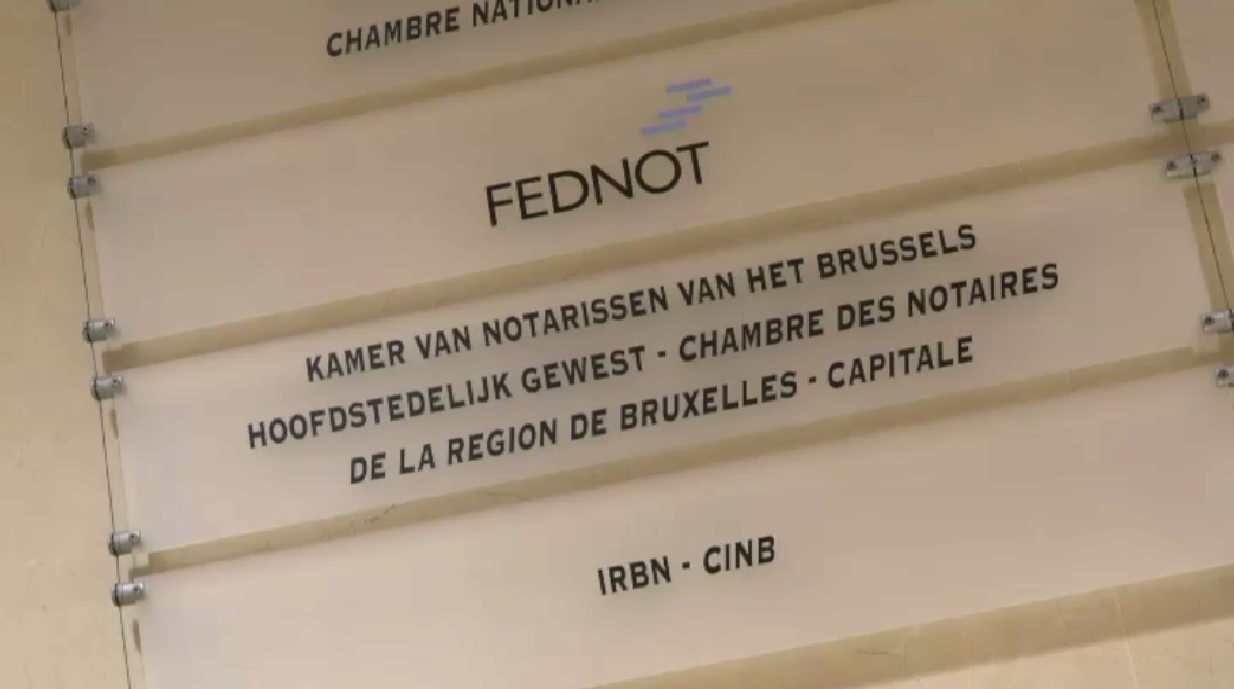 CHAMBRE
FEDNOT
KAMER VAN NOTARISSEN VAN HET BRUSSELS
HOOFDSTEDELIJK GEWEST - CHAMBRE DES NOTAIRES
DE LA REGION DE BRUXELLES - CAPITALE
IRBN - CINB